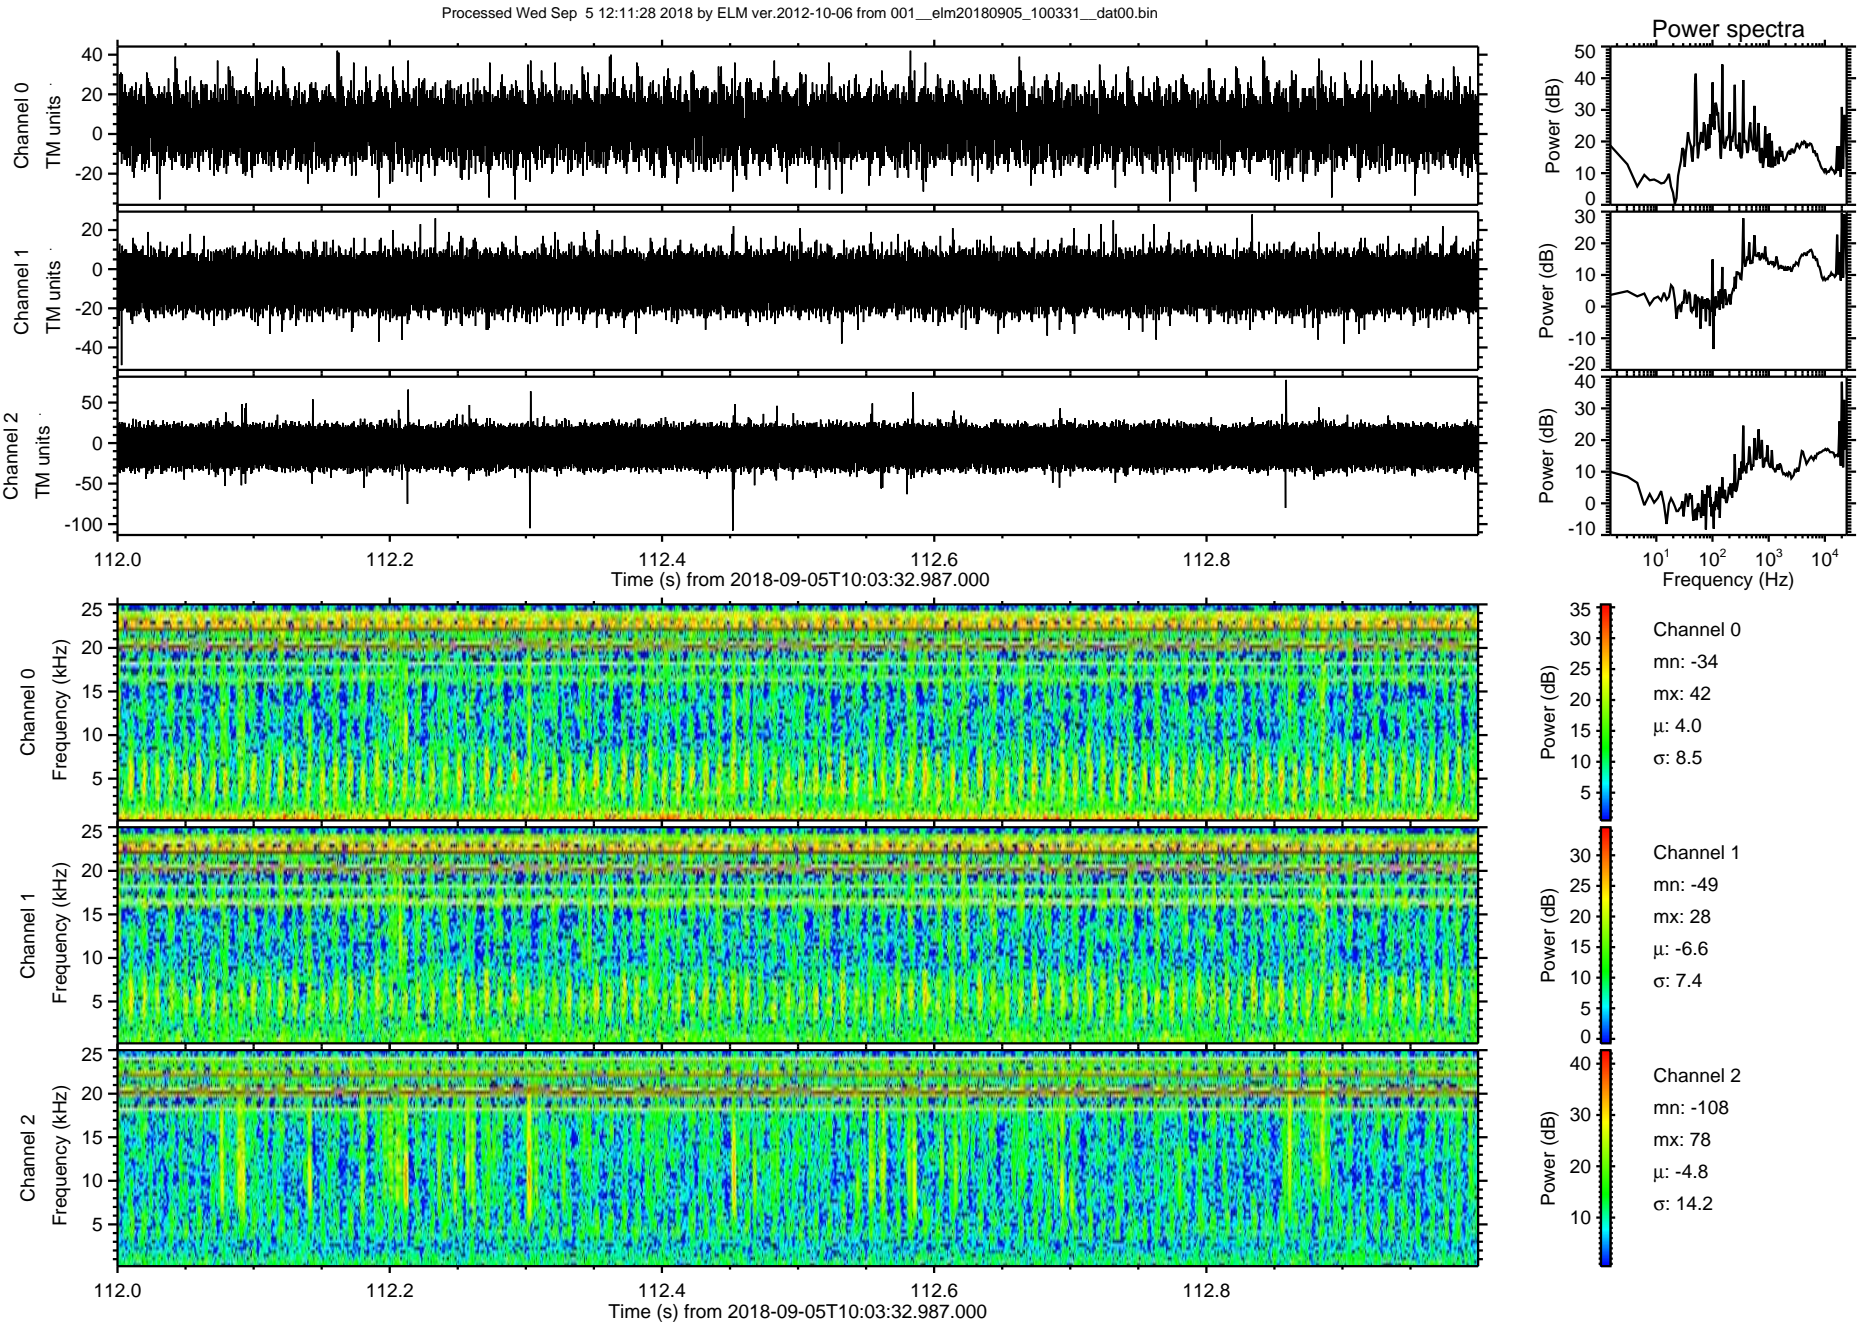 Processed Wed Sep  5 12:11:28 2018 by ELM ver.2012-10-06 from 001__elm20180905_100331__dat00.bin
Power spectra
Channel 0
TM units
40
20
0
-20
Power (dB)
50
40
30
20
10
0
Channel 1
TM units
20
0
-20
-40
Power (dB)
30
20
10
0
-10
-20
Channel 2
TM units
50
0
-50
-100
Power (dB)
40
30
20
10
0
-10
112.0 112.2 112.4 112.6 112.8
Time (s) from 2018-09-05T10:03:32.987.000
10^1 10^2 10^3 10^4
Frequency (Hz)
Channel 0
Frequency (kHz)
25
20
15
10
5
Power (dB)
35
30
25
20
15
10
5
Channel 0
mn: -34
mx: 42
μ: 4.0
σ: 8.5
Channel 1
Frequency (kHz)
25
20
15
10
5
Power (dB)
30
25
20
15
10
5
0
Channel 1
mn: -49
mx: 28
μ: -6.6
σ: 7.4
Channel 2
Frequency (kHz)
25
20
15
10
5
Power (dB)
40
30
20
10
Channel 2
mn: -108
mx: 78
μ: -4.8
σ: 14.2
112.0 112.2 112.4 112.6 112.8
Time (s) from 2018-09-05T10:03:32.987.000